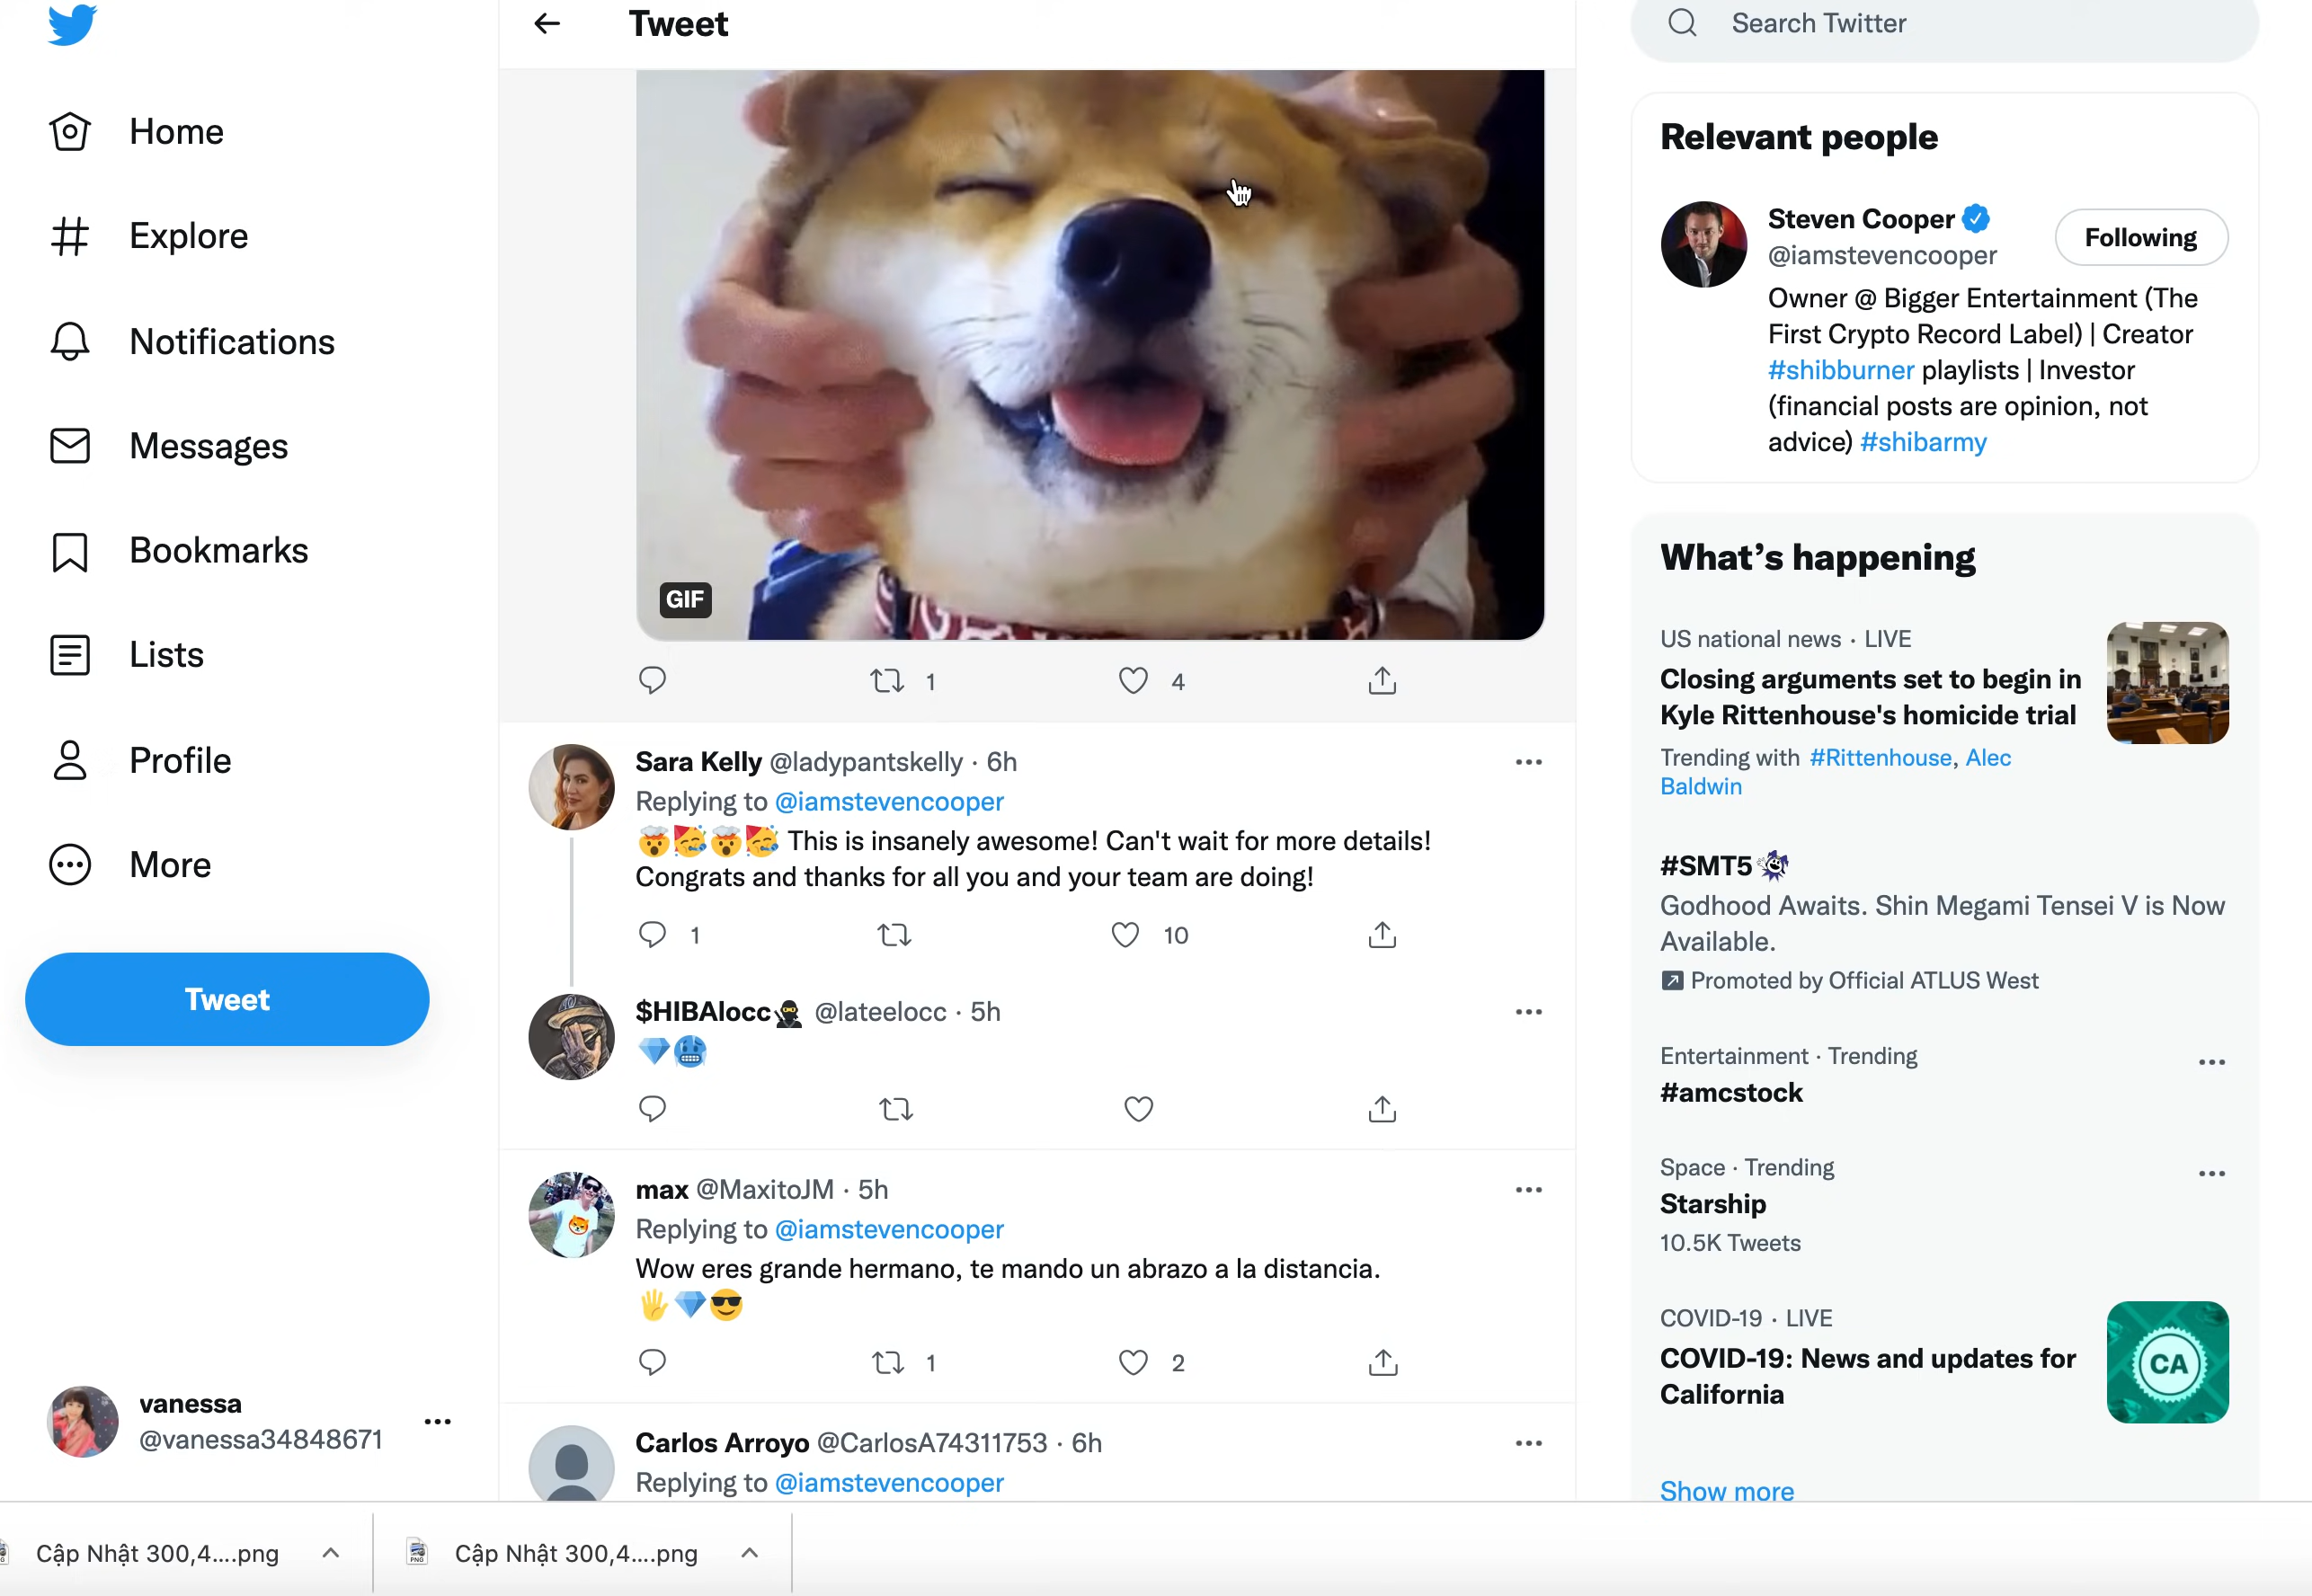 Home
Explore
Notifications
Messages
Bookmarks
Lists
Profile
More
Tweet
vanessa
@vanessa34848671
Tweet
GIF
1
4
Sara Kelly @ladypantskelly · 6h
Replying to @iamstevencooper
🤯🥳🤯🥳 This is insanely awesome! Can't wait for more details!
Congrats and thanks for all you and your team are doing!
1
10
$HIBAlocc🥷 @lateelocc · 5h
💎🥶
max @MaxitoJM · 5h
Replying to @iamstevencooper
Wow eres grande hermano, te mando un abrazo a la distancia.
🖐💎😎
1
2
Carlos Arroyo @CarlosA74311753 · 6h
Replying to @iamstevencooper
Search Twitter
Relevant people
Steven Cooper
@iamstevencooper
Following
Owner @ Bigger Entertainment (The
First Crypto Record Label) | Creator
#shibburner playlists | Investor
(financial posts are opinion, not
advice) #shibarmy
What's happening
US national news · LIVE
Closing arguments set to begin in
Kyle Rittenhouse's homicide trial
Trending with #Rittenhouse, Alec
Baldwin
#SMT5
Godhood Awaits. Shin Megami Tensei V is Now
Available.
Promoted by Official ATLUS West
Entertainment · Trending
#amcstock
Space · Trending
Starship
10.5K Tweets
COVID-19 · LIVE
COVID-19: News and updates for
California
CA
Show more
Cập Nhật 300,4....png
PNG
Cập Nhật 300,4....png